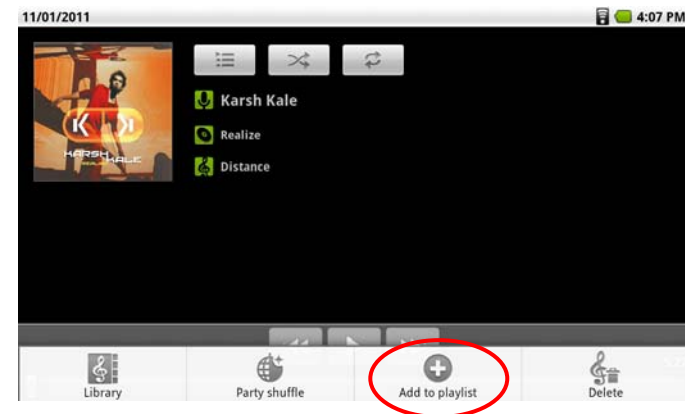 11/01/2011
4:07 PM
Karsh Kale
Realize
Distance
KARSH KALE
Library
Party shuffle
Add to playlist
Delete